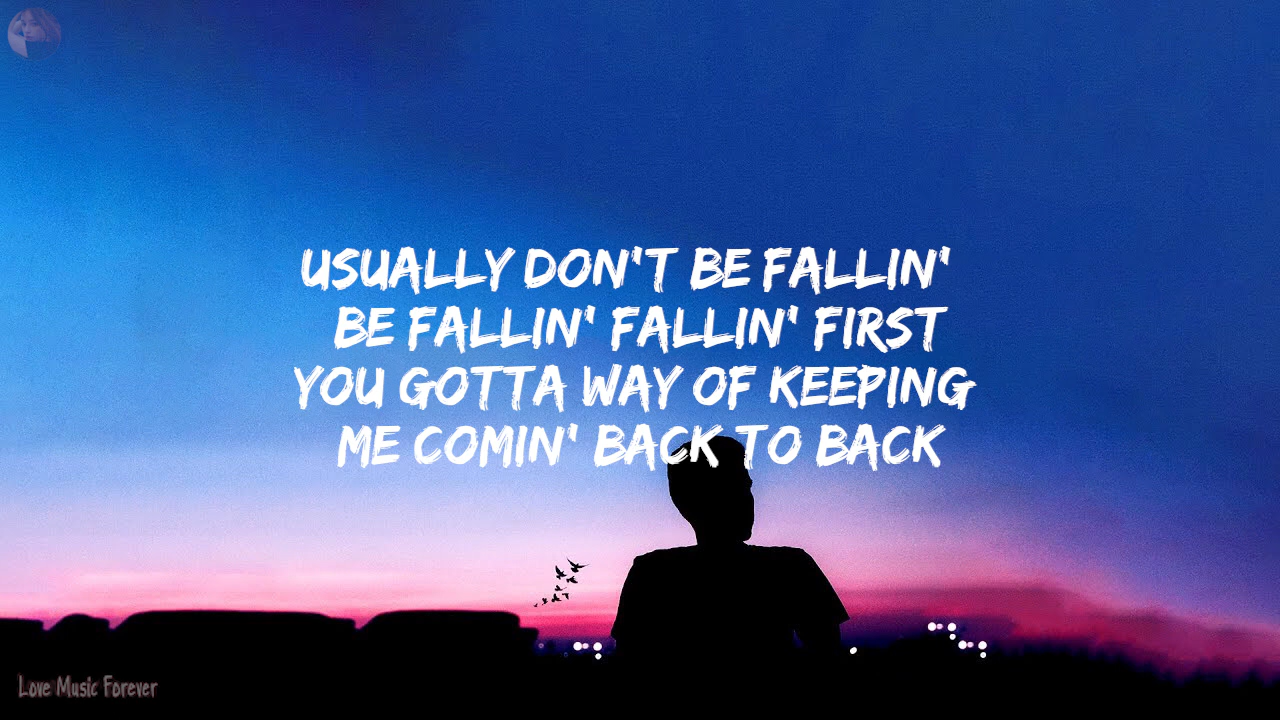 USUALLY DON'T BE FALLIN'
BE FALLIN' FALLIN' FIRST
YOU GOTTA WAY OF KEEPING
ME COMIN' BACK TO BACK
Love Music Forever